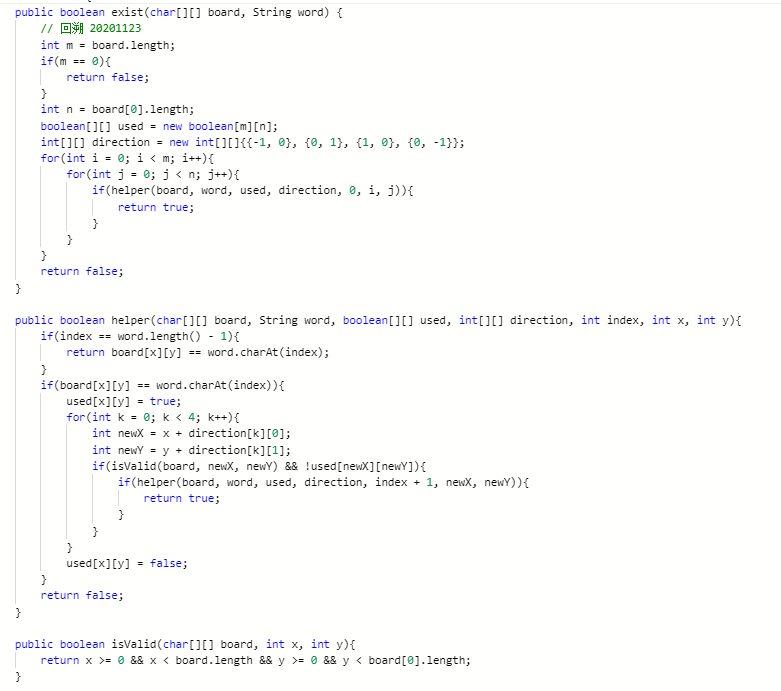 public boolean exist(char[][] board, String word) {
    // 回溯 20201123
    int m = board.length;
    if(m == 0){
        return false;
    }
    int n = board[0].length;
    boolean[][] used = new boolean[m][n];
    int[][] direction = new int[][]{{-1, 0}, {0, 1}, {1, 0}, {0, -1}};
    for(int i = 0; i < m; i++){
        for(int j = 0; j < n; j++){
            if(helper(board, word, used, direction, 0, i, j)){
                return true;
            }
        }
    }
    return false;
}

public boolean helper(char[][] board, String word, boolean[][] used, int[][] direction, int index, int x, int y){
    if(index == word.length() - 1){
        return board[x][y] == word.charAt(index);
    }
    if(board[x][y] == word.charAt(index)){
        used[x][y] = true;
        for(int k = 0; k < 4; k++){
            int newX = x + direction[k][0];
            int newY = y + direction[k][1];
            if(isValid(board, newX, newY) && !used[newX][newY]){
                if(helper(board, word, used, direction, index + 1, newX, newY)){
                    return true;
                }
            }
        }
        used[x][y] = false;
    }
    return false;
}

public boolean isValid(char[][] board, int x, int y){
    return x >= 0 && x < board.length && y >= 0 && y < board[0].length;
}